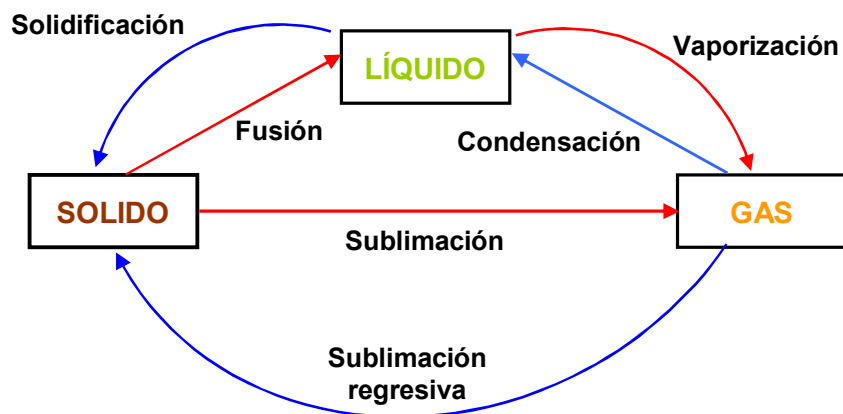 Solidificación
LÍQUIDO
Vaporización
Fusión
Condensación
SOLIDO
GAS
Sublimación
Sublimación
regresiva